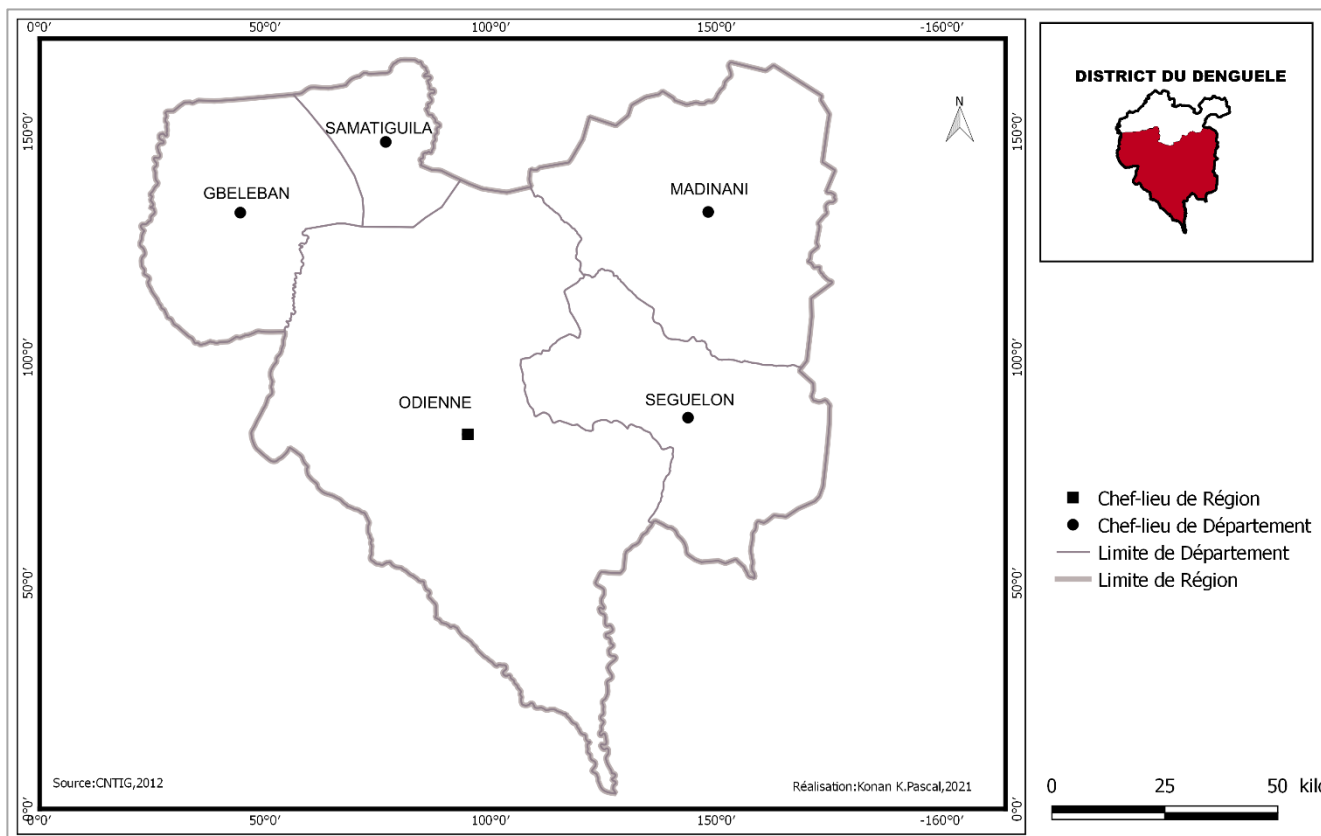 0°0' 50°0' 100°0' 150°0' -160°0'
150°0'
100°0'
50°0'
0°0'
SAMATIGUILA
GBELEBAN
MADINANI
ODIENNE
SEGUELON
N
Source:CNTIG,2012
Réalisation:Konan K.Pascal,2021
150°0'
100°0'
50°0'
0°0'
0°0' 50°0' 100°0' 150°0' -160°0'
DISTRICT DU DENGUELE
Chef-lieu de Région
Chef-lieu de Département
Limite de Département
Limite de Région
0 25 50 kilo